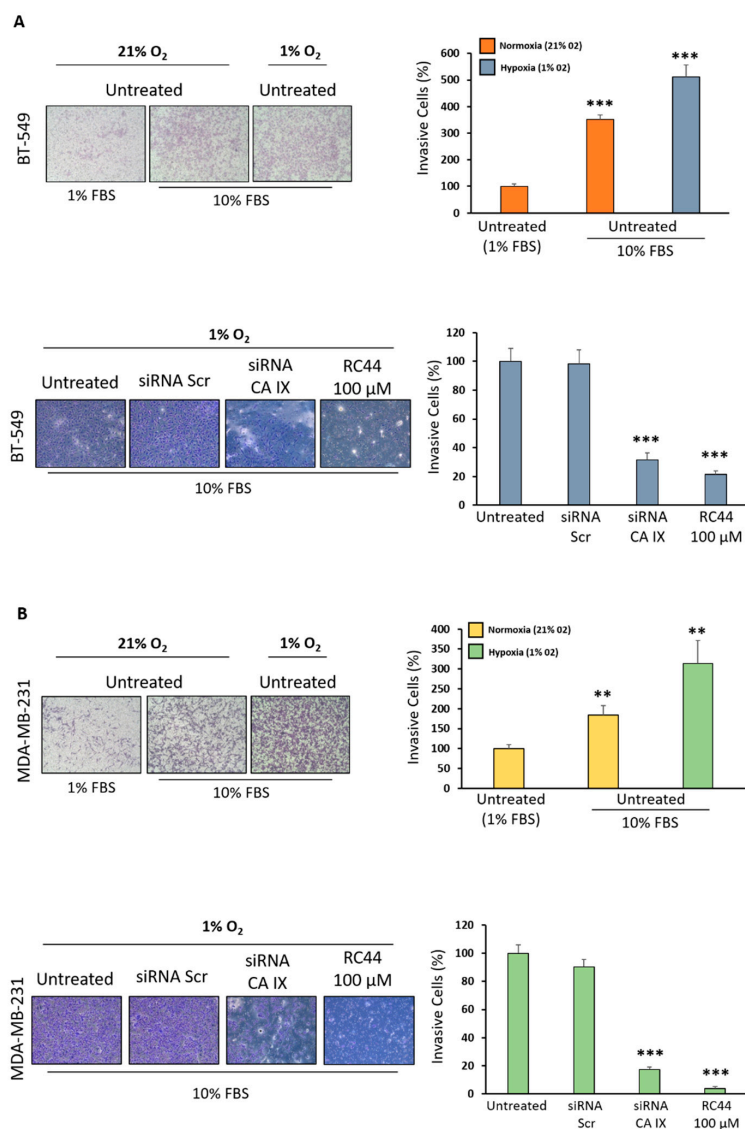 A
21% O2
1% O2
Untreated
Untreated
BT-549
1% FBS
10% FBS
Normoxia (21% 02)
Hypoxia (1% 02)
Invasive Cells (%)
600
500
400
300
200
100
0
***
***
Untreated
(1% FBS)
Untreated
10% FBS
1% O2
Untreated
siRNA Scr
siRNA
CA IX
RC44
100 µM
BT-549
10% FBS
Invasive Cells (%)
120
100
80
60
40
20
0
***
***
Untreated
siRNA
Scr
siRNA
CA IX
RC44
100 µM
B
21% O2
1% O2
Untreated
Untreated
MDA-MB-231
1% FBS
10% FBS
Normoxia (21% 02)
Hypoxia (1% 02)
Invasive Cells (%)
400
350
300
250
200
150
100
50
0
**
**
Untreated
(1% FBS)
Untreated
10% FBS
1% O2
Untreated
siRNA Scr
siRNA
CA IX
RC44
100 µM
MDA-MB-231
10% FBS
Invasive Cells (%)
120
100
80
60
40
20
0
***
***
Untreated
siRNA
Scr
siRNA
CA IX
RC44
100 µM